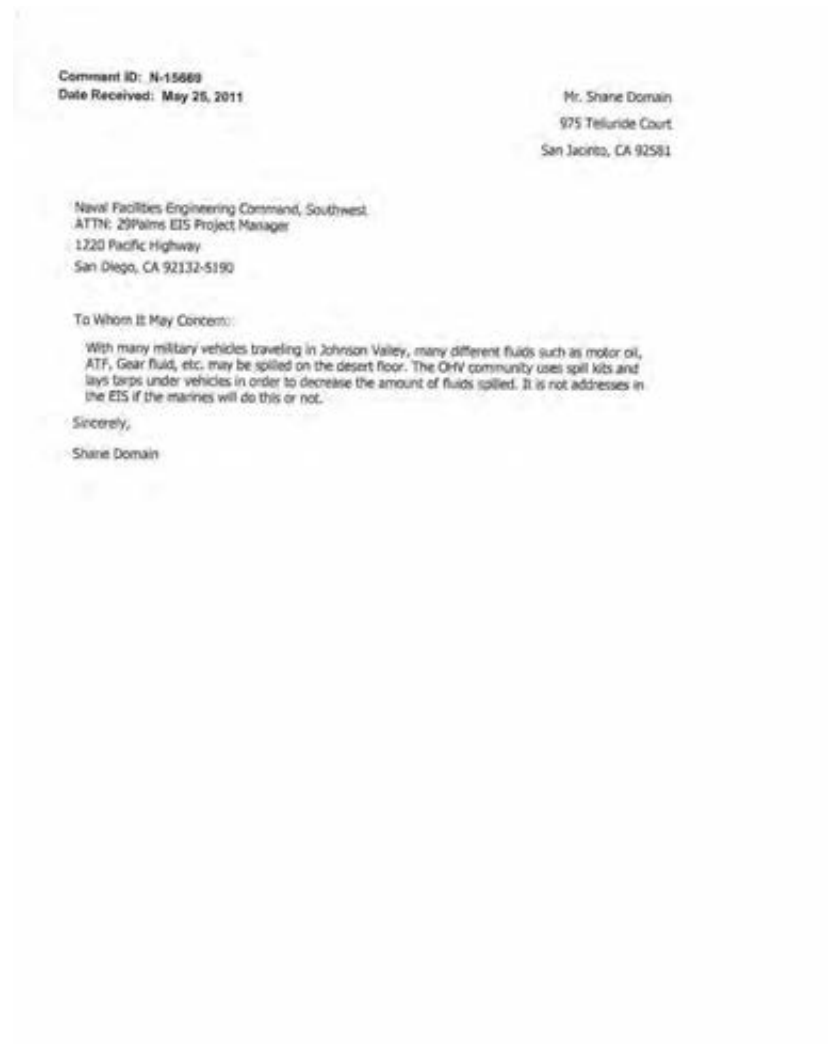 Comment ID: N-15669
Date Received: May 25, 2011
Mr. Shane Domain
975 Telluride Court
San Jacinto, CA 92581
Naval Facilities Engineering Command, Southwest
ATTN: 29Palms EIS Project Manager
1220 Pacific Highway
San Diego, CA 92132-5190
To Whom It May Concern:
With many military vehicles traveling in Johnson Valley, many different fluids such as motor oil,
ATF, Gear fluid, etc. may be spilled on the desert floor. The OHV community uses spill kits and
lays tarps under vehicles in order to decrease the amount of fluids spilled. It is not addresses in
the EIS if the marines will do this or not.
Sincerely,
Shane Domain